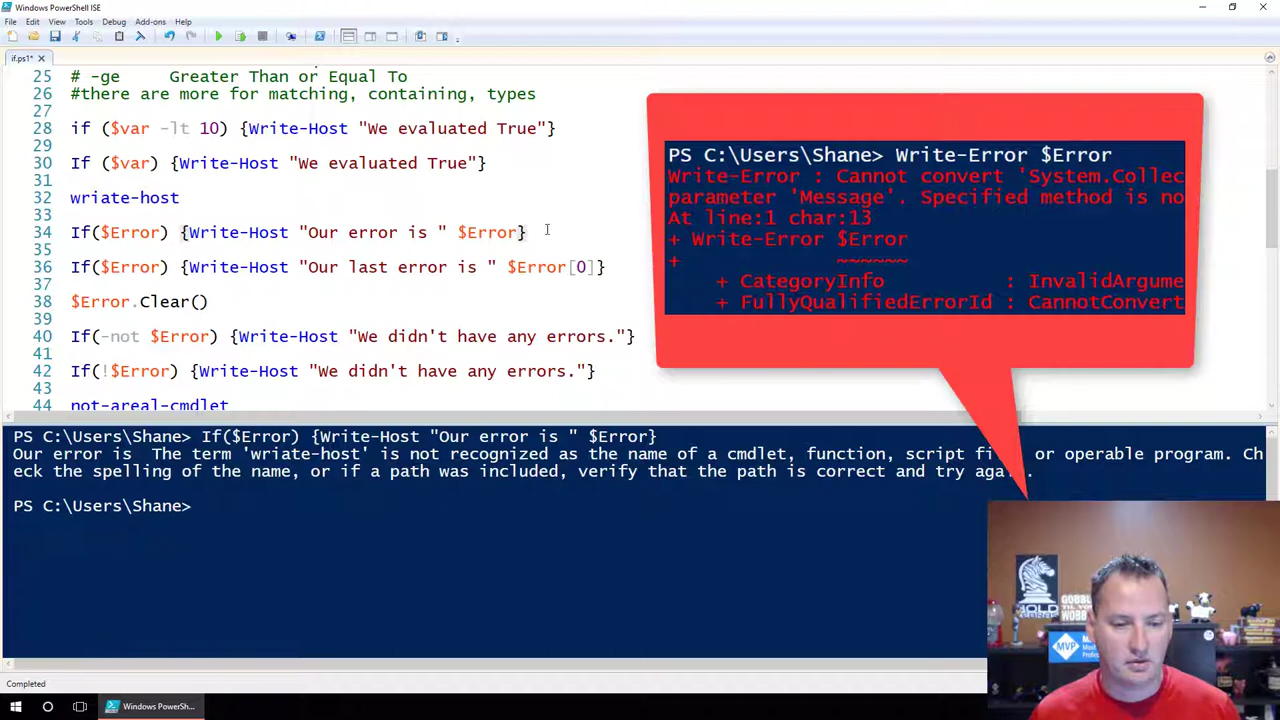 Windows PowerShell ISE
File Edit View Tools Debug Add-ons Help
if.ps1* X
25 # -ge Greater Than or Equal To
26 #there are more for matching, containing, types
27
28 if ($var -lt 10) {Write-Host "We evaluated True"}
29
30 If ($var) {Write-Host "We evaluated True"}
31
32 wriate-host
33
34 If($Error) {Write-Host "Our error is " $Error}
35
36 If($Error) {Write-Host "Our last error is " $Error[0]}
37
38 $Error.Clear()
39
40 If(-not $Error) {Write-Host "We didn't have any errors."}
41
42 If(!$Error) {Write-Host "We didn't have any errors."}
43
44 not-areal-cmdlet
PS C:\Users\Shane> Write-Error $Error
Write-Error : Cannot convert 'System.Collec
parameter 'Message'. Specified method is no
At line:1 char:13
+ Write-Error $Error
+ ~~~~~~
+ CategoryInfo : InvalidArgume
+ FullyQualifiedErrorId : CannotConvert
PS C:\Users\Shane> If($Error) {Write-Host "Our error is " $Error}
Our error is  The term 'wriate-host' is not recognized as the name of a cmdlet, function, script fi or operable program. Ch
eck the spelling of the name, or if a path was included, verify that the path is correct and try aga .
PS C:\Users\Shane>
GOBBL
TIL YOU
WOBB
MVP
Completed
Windows PowerSh...